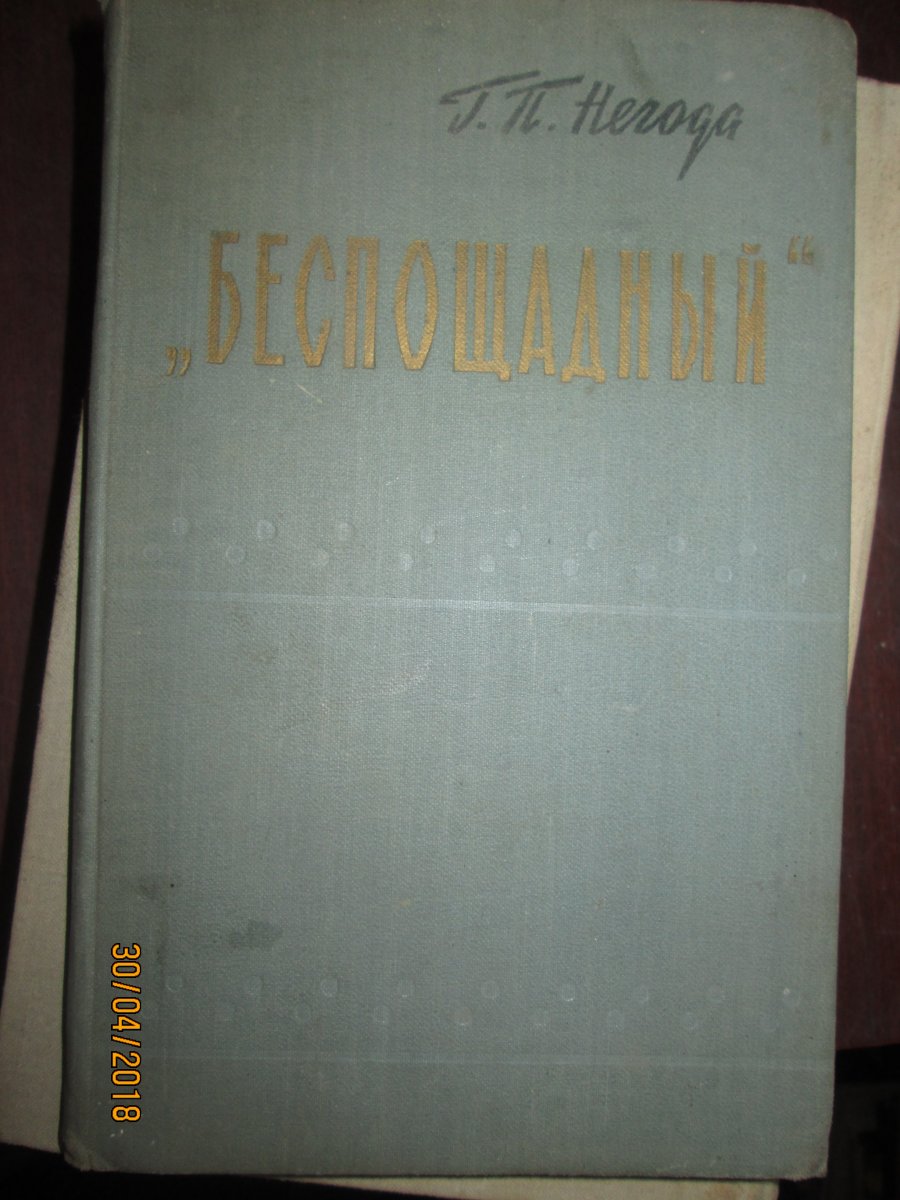 Г. П. Негода
„БЕСПОЩАДНЫЙ“
30/04/2018